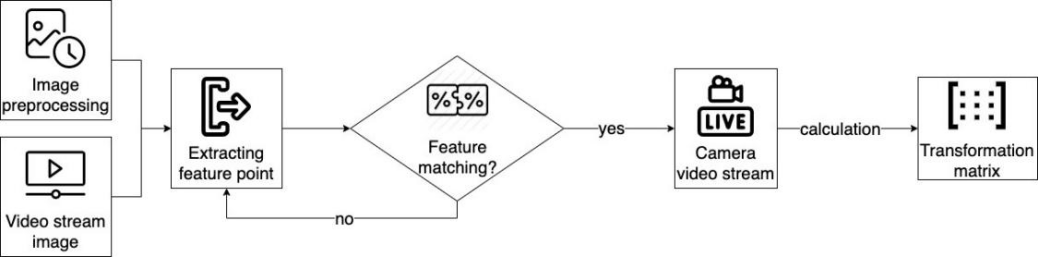 Image
preprocessing
Video stream
image
Extracting
feature point
%
%
Feature
matching?
yes
no
LIVE
Camera
video stream
calculation
Transformation
matrix